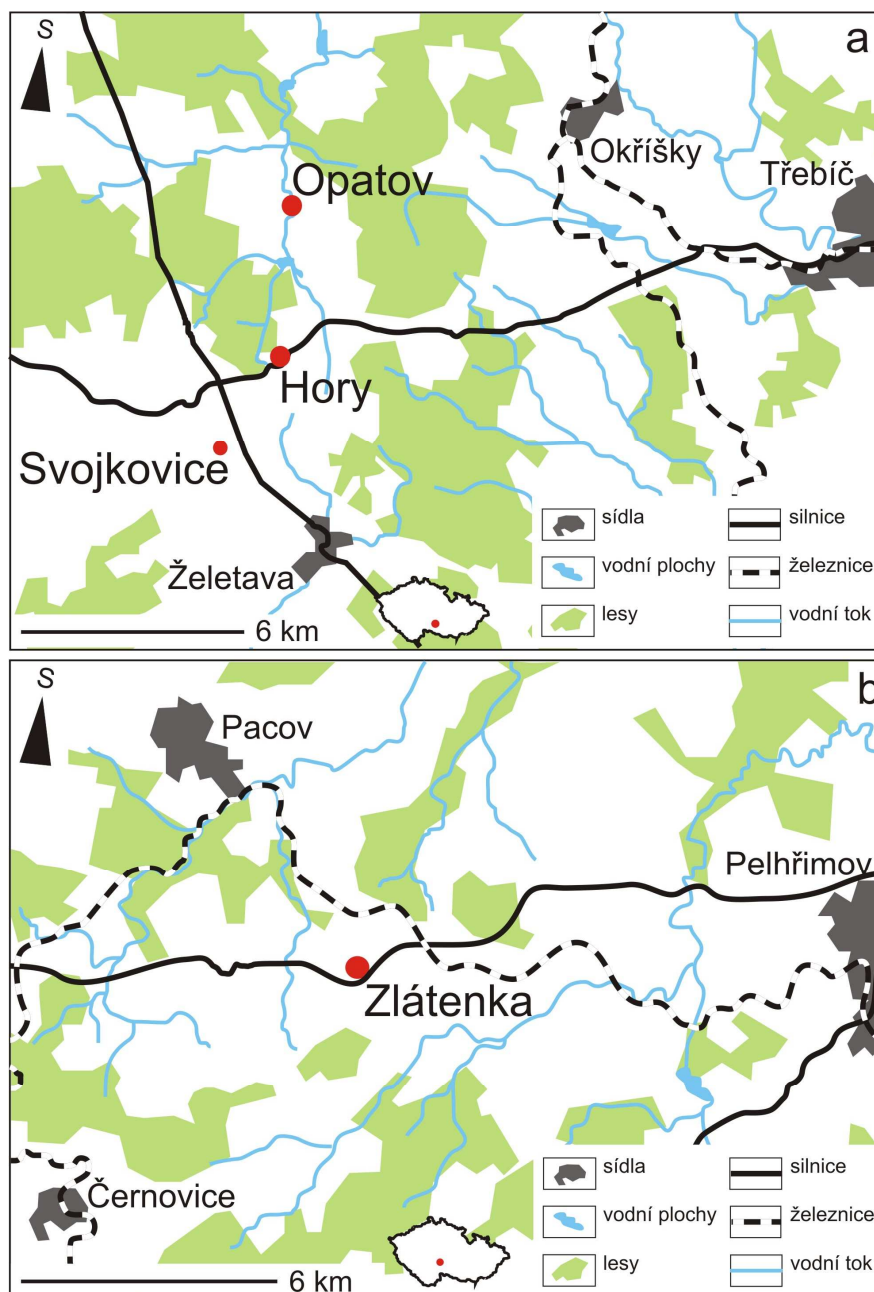 S
a
Okříšky
Třebíč
Opatov
Hory
Svojkovice
Želetava
6 km
sídla
silnice
vodní plochy
železnice
lesy
vodní tok
S
b
Pacov
Pelhřimov
Zlátenka
Černovice
6 km
sídla
silnice
vodní plochy
železnice
lesy
vodní tok